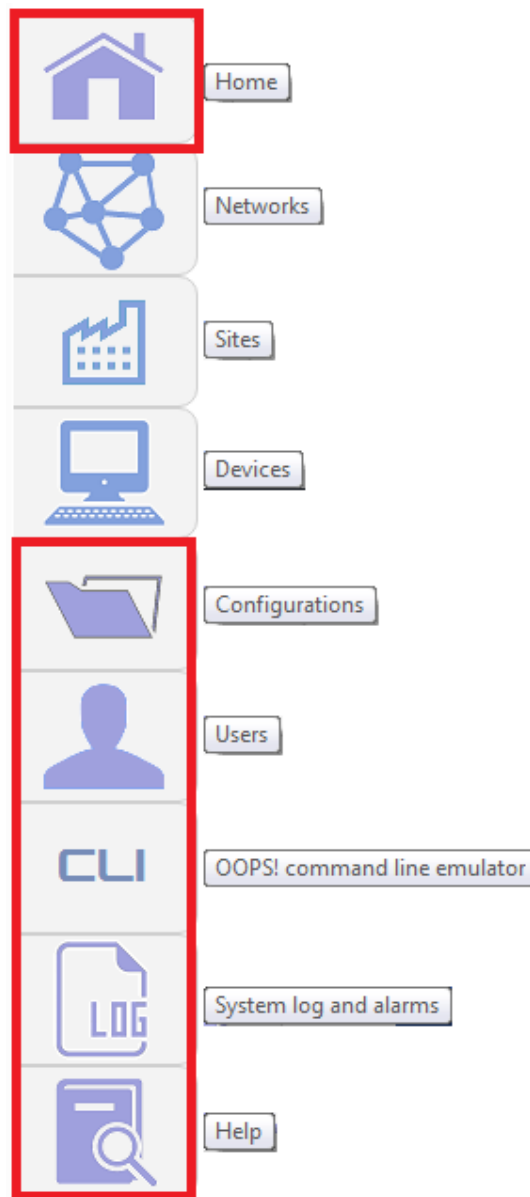 Home
Networks
Sites
Devices
Configurations
Users
CLI OOPS! command line emulator
LOG System log and alarms
Help